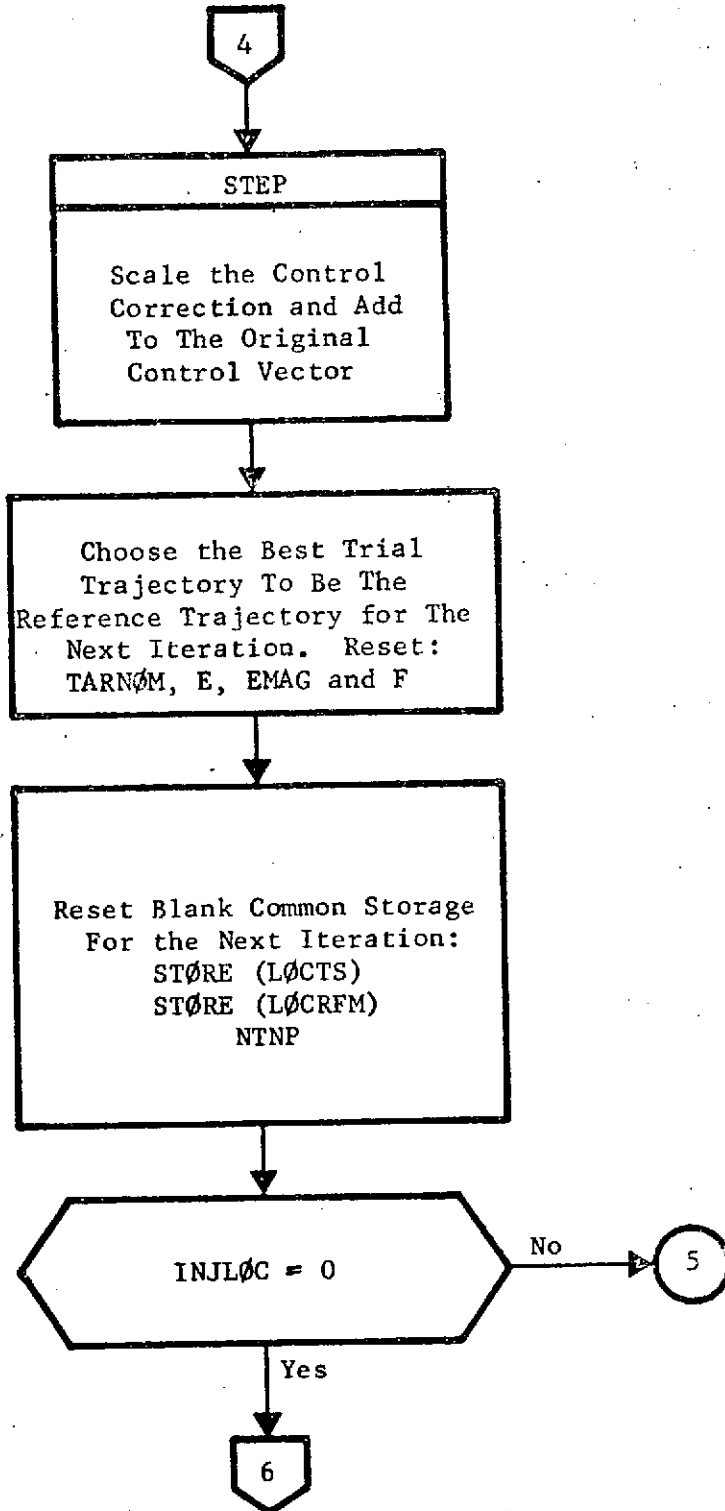 4
STEP
Scale the Control
Correction and Add
To The Original
Control Vector
Choose the Best Trial
Trajectory To Be The
Reference Trajectory for The
Next Iteration. Reset:
TARNØM, E, EMAG and F
Reset Blank Common Storage
For the Next Iteration:
STØRE (LØCTS)
STØRE (LØCRFM)
NTNP
INJLØC = 0
No
5
Yes
6